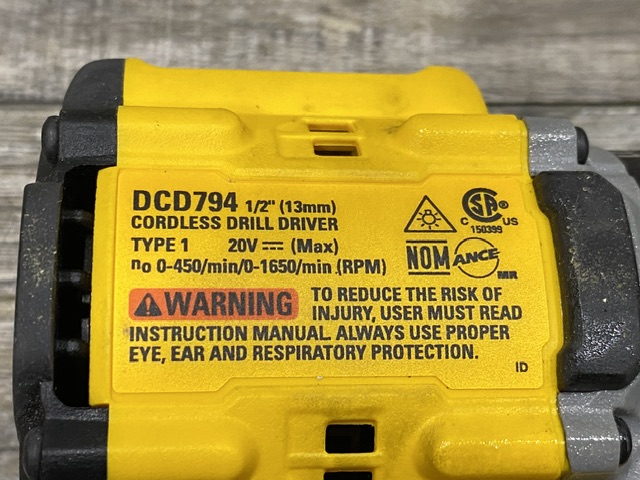 DCD794 1/2" (13mm)
CORDLESS DRILL DRIVER
TYPE 1 20V ⎓ (Max)
no 0-450/min/0-1650/min (RPM)
C SA ® US
150399
NOM ANCE MR
WARNING TO REDUCE THE RISK OF
INJURY, USER MUST READ
INSTRUCTION MANUAL. ALWAYS USE PROPER
EYE, EAR AND RESPIRATORY PROTECTION.
ID